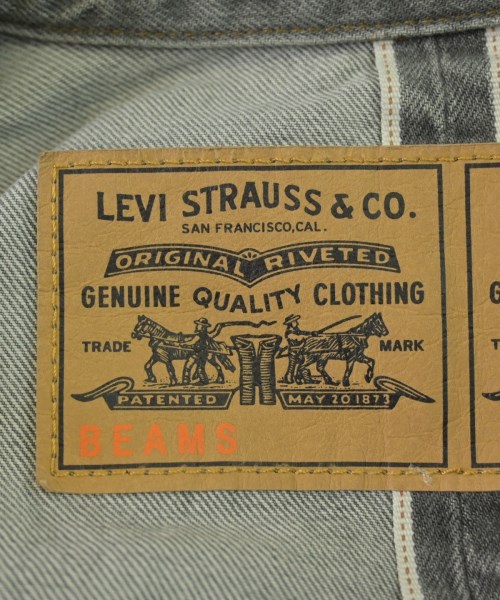 LEVI STRAUSS & CO.
SAN FRANCISCO, CAL.
ORIGINAL RIVETED
GENUINE QUALITY CLOTHING
TRADE MARK
PATENTED MAY 20 1873
BEAMS